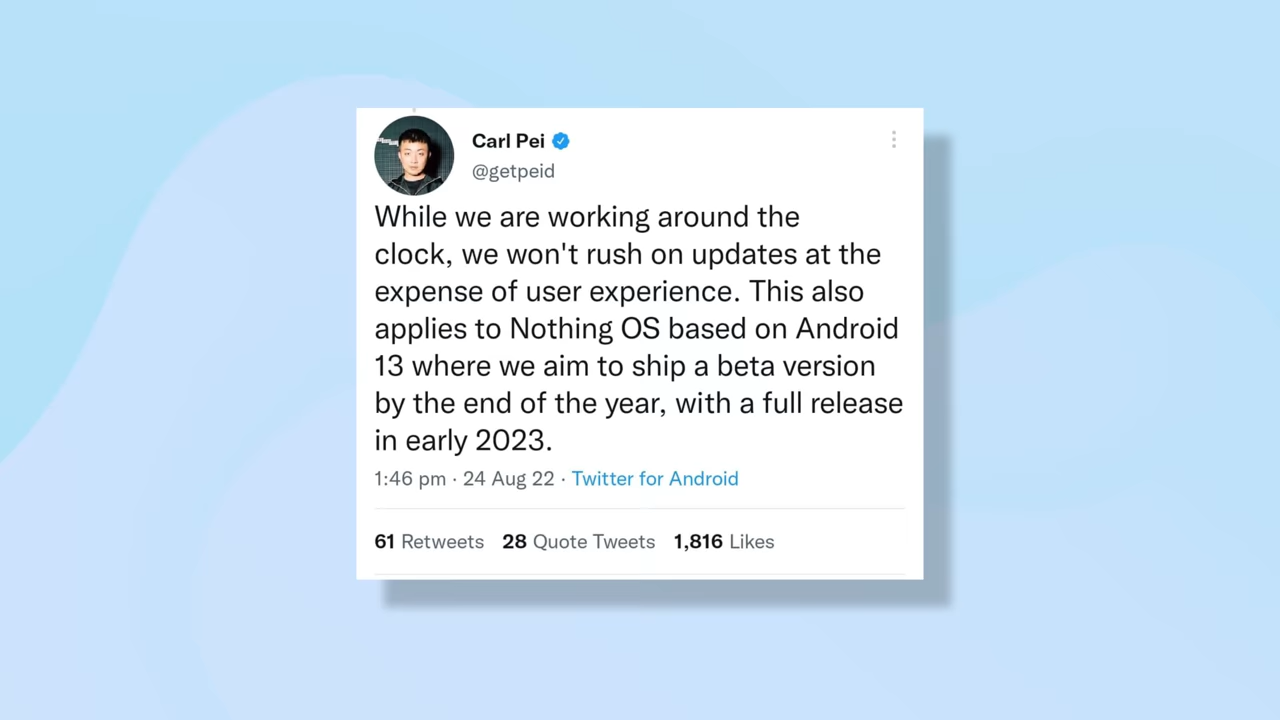 Carl Pei
@getpeid
While we are working around the
clock, we won't rush on updates at the
expense of user experience. This also
applies to Nothing OS based on Android
13 where we aim to ship a beta version
by the end of the year, with a full release
in early 2023.
1:46 pm · 24 Aug 22 · Twitter for Android
61 Retweets 28 Quote Tweets 1,816 Likes